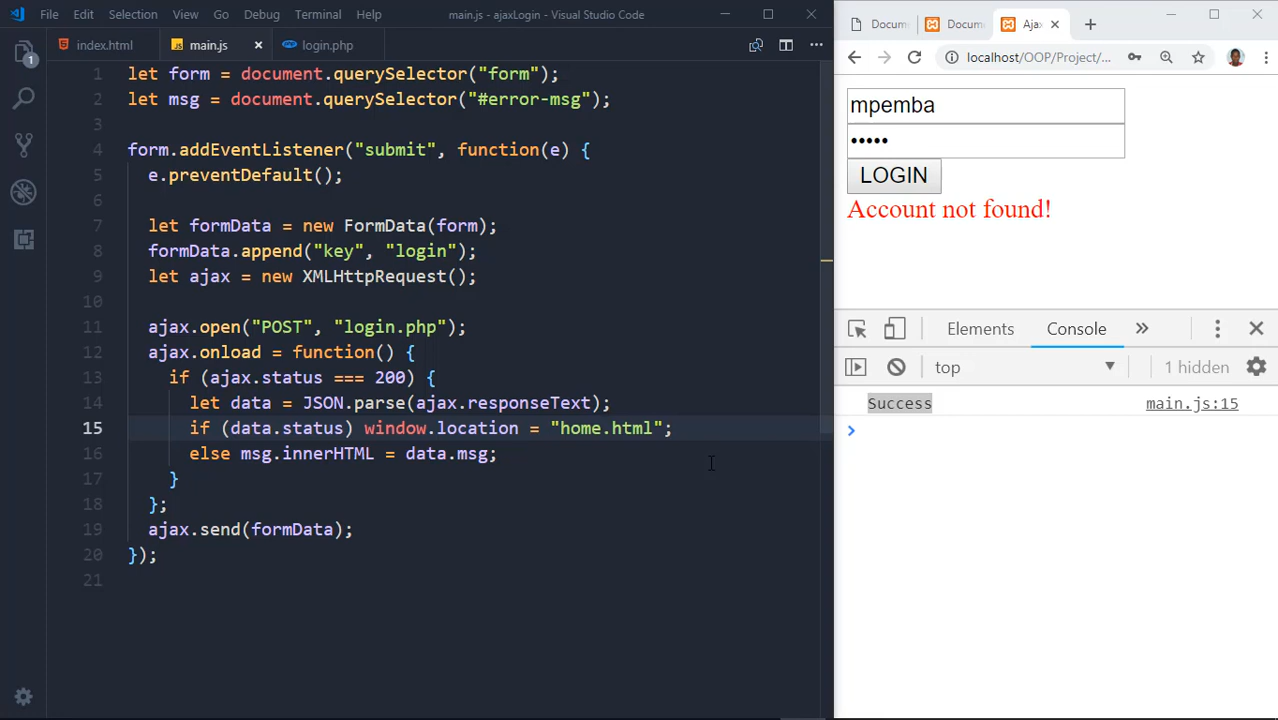 File Edit Selection View Go Debug Terminal Help main.js - ajaxLogin - Visual Studio Code
index.html main.js login.php
1 let form = document.querySelector("form");
2 let msg = document.querySelector("#error-msg");
3
4 form.addEventListener("submit", function(e) {
5 e.preventDefault();
6
7 let formData = new FormData(form);
8 formData.append("key", "login");
9 let ajax = new XMLHttpRequest();
10
11 ajax.open("POST", "login.php");
12 ajax.onload = function() {
13 if (ajax.status === 200) {
14 let data = JSON.parse(ajax.responseText);
15 if (data.status) window.location = "home.html";
16 else msg.innerHTML = data.msg;
17 }
18 };
19 ajax.send(formData);
20 });
21
1
JS
Docum Docum Ajax
localhost/OOP/Project/...
mpemba
•••••
LOGIN
Account not found!
Elements Console
top 1 hidden
Success main.js:15